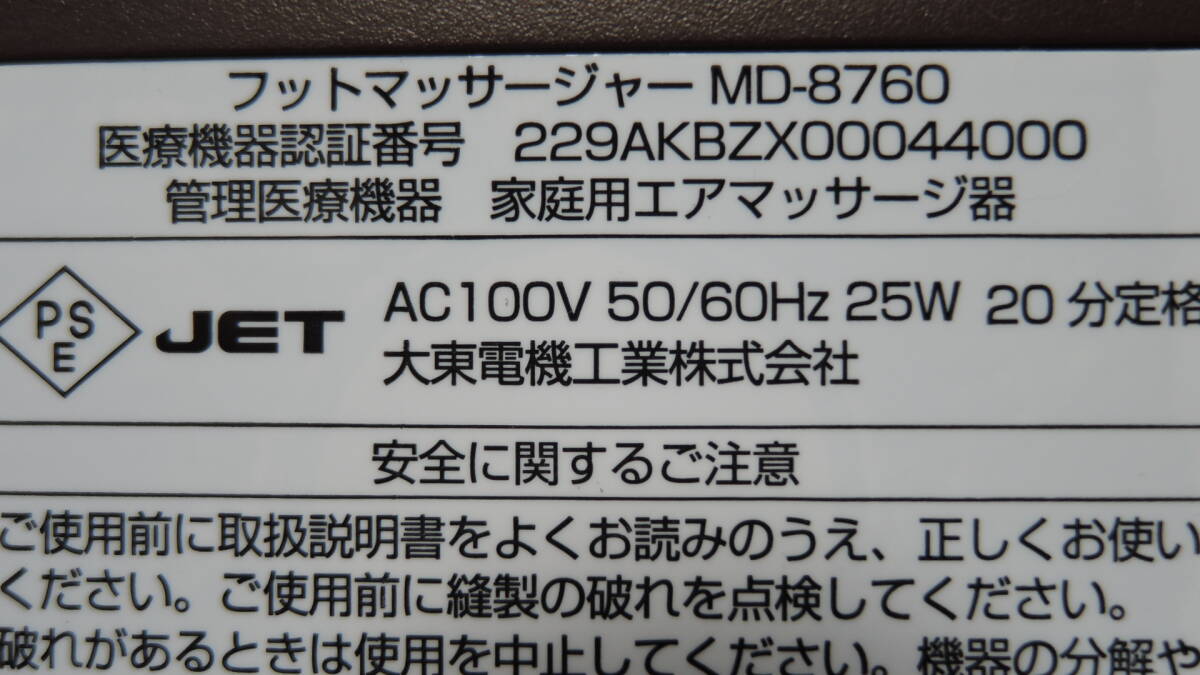 フットマッサージャー MD-8760
医療機器認証番号 229AKBZX00044000
管理医療機器 家庭用エアマッサージ器
PSE JET AC100V 50/60Hz 25W 20分定格
大東電機工業株式会社
安全に関するご注意
ご使用前に取扱説明書をよくお読みのうえ、正しくお使い
ください。ご使用前に縫製の破れを点検してください。
破れがあるときは使用を中止してください。機器の分解や